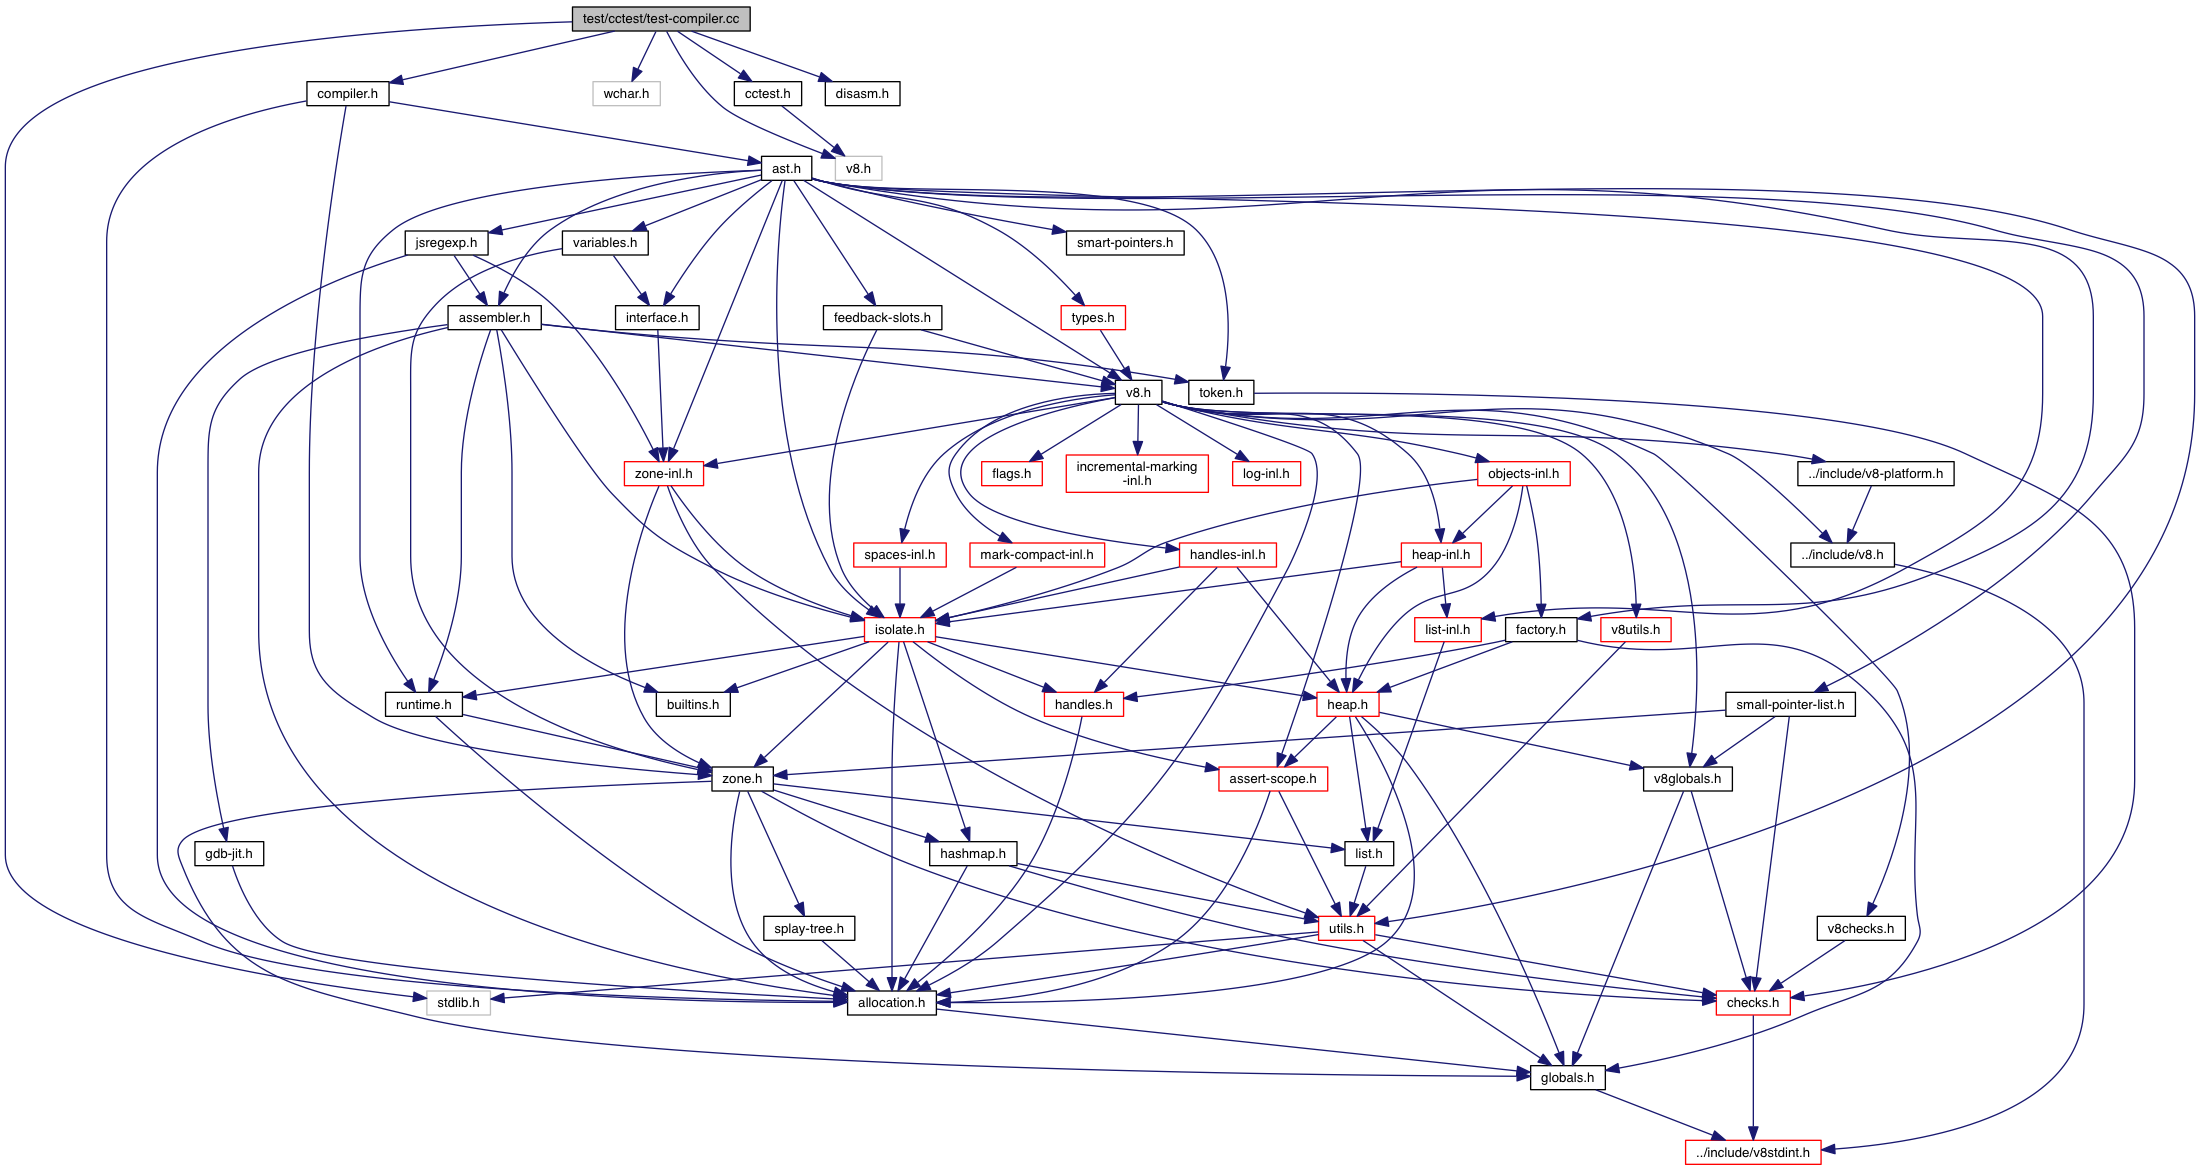 test/cctest/test-compiler.cc
compiler.h
wchar.h
cctest.h
disasm.h
ast.h
v8.h
jsregexp.h
variables.h
smart-pointers.h
assembler.h
interface.h
feedback-slots.h
types.h
v8.h
token.h
zone-inl.h
flags.h
incremental-marking
-inl.h
log-inl.h
objects-inl.h
../include/v8-platform.h
spaces-inl.h
mark-compact-inl.h
handles-inl.h
heap-inl.h
../include/v8.h
isolate.h
list-inl.h
factory.h
v8utils.h
runtime.h
builtins.h
handles.h
heap.h
small-pointer-list.h
zone.h
assert-scope.h
v8globals.h
gdb-jit.h
hashmap.h
list.h
splay-tree.h
utils.h
v8checks.h
stdlib.h
allocation.h
checks.h
globals.h
../include/v8stdint.h